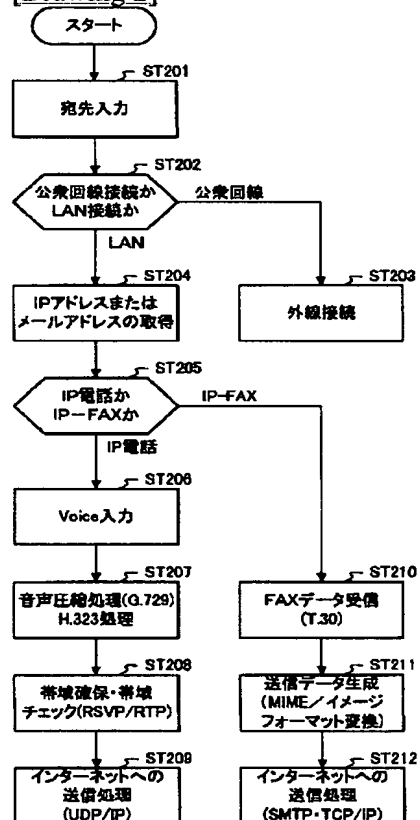 スタート
ST201
宛先入力
ST202
公衆回線接続か
LAN接続か
公衆回線
LAN
ST204
IPアドレスまたは
メールアドレスの取得
ST203
外線接続
ST205
IP電話か
IP-FAXか
IP-FAX
IP電話
ST206
Voice入力
ST207
音声圧縮処理(G.729)
H.323処理
ST210
FAXデータ受信
(T.30)
ST208
帯域確保・帯域
チェック(RSVP/RTP)
ST211
送信データ生成
(MIME/イメージ
フォーマット変換)
ST209
インターネットへの
送信処理
(UDP/IP)
ST212
インターネットへの
送信処理
(SMTP・TCP/IP)